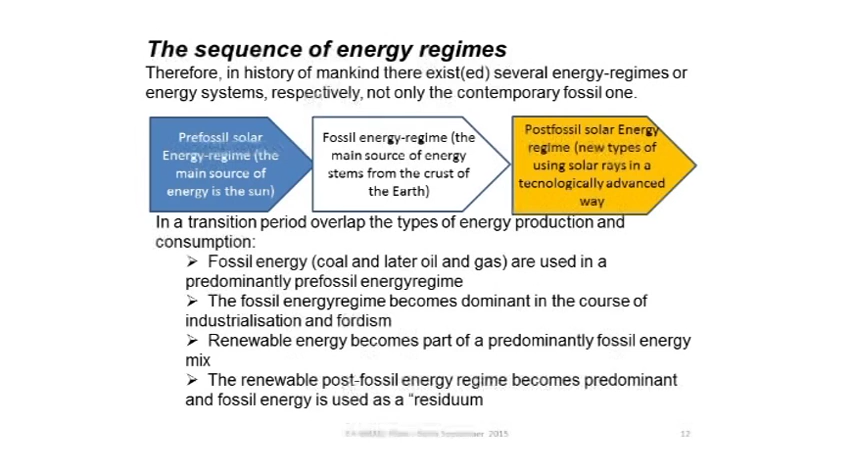 The sequence of energy regimes
Therefore, in history of mankind there exist(ed) several energy-regimes or
energy systems, respectively, not only the contemporary fossil one.
Prefossil solar
Energy-regime (the
main source of
energy is the sun)
Fossil energy-regime (the
main source of energy
stems from the crust of
the Earth)
Postfossil solar Energy
regime (new types of
using solar rays in a
tecnologically advanced
way
In a transition period overlap the types of energy production and
consumption:
➢ Fossil energy (coal and later oil and gas) are used in a
predominantly prefossil energyregime
➢ The fossil energyregime becomes dominant in the course of
industrialisation and fordism
➢ Renewable energy becomes part of a predominantly fossil energy
mix
➢ The renewable post-fossil energy regime becomes predominant
and fossil energy is used as a “residuum
2015
12